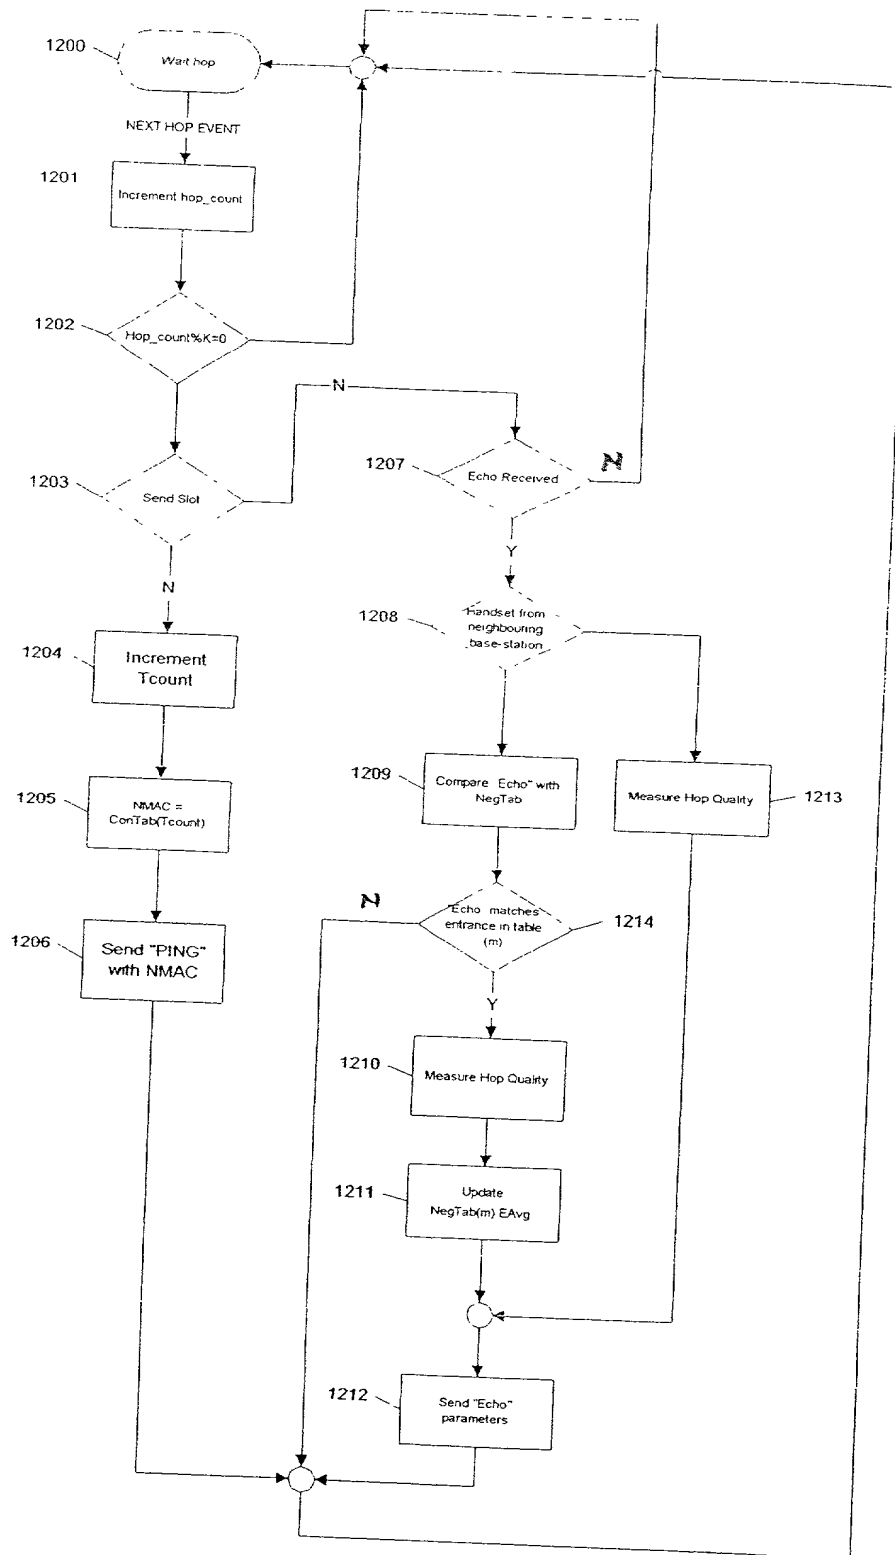 1200
Wait hop
NEXT HOP EVENT
1201
Increment hop_count
1202
Hop_count%K=0
N
1203
Send Slot
1207
Echo Received
N
N
Y
1204
Increment
Tcount
1208
Handset from
neighbouring
base-station
1205
NMAC =
ConTab(Tcount)
1209
Compare "Echo" with
NegTab
Measure Hop Quality
1213
1206
Send "PING"
with NMAC
N
"Echo matches
entrance in table
(m)
1214
Y
1210
Measure Hop Quality
1211
Update
NegTab(m) EAvg
1212
Send "Echo"
parameters